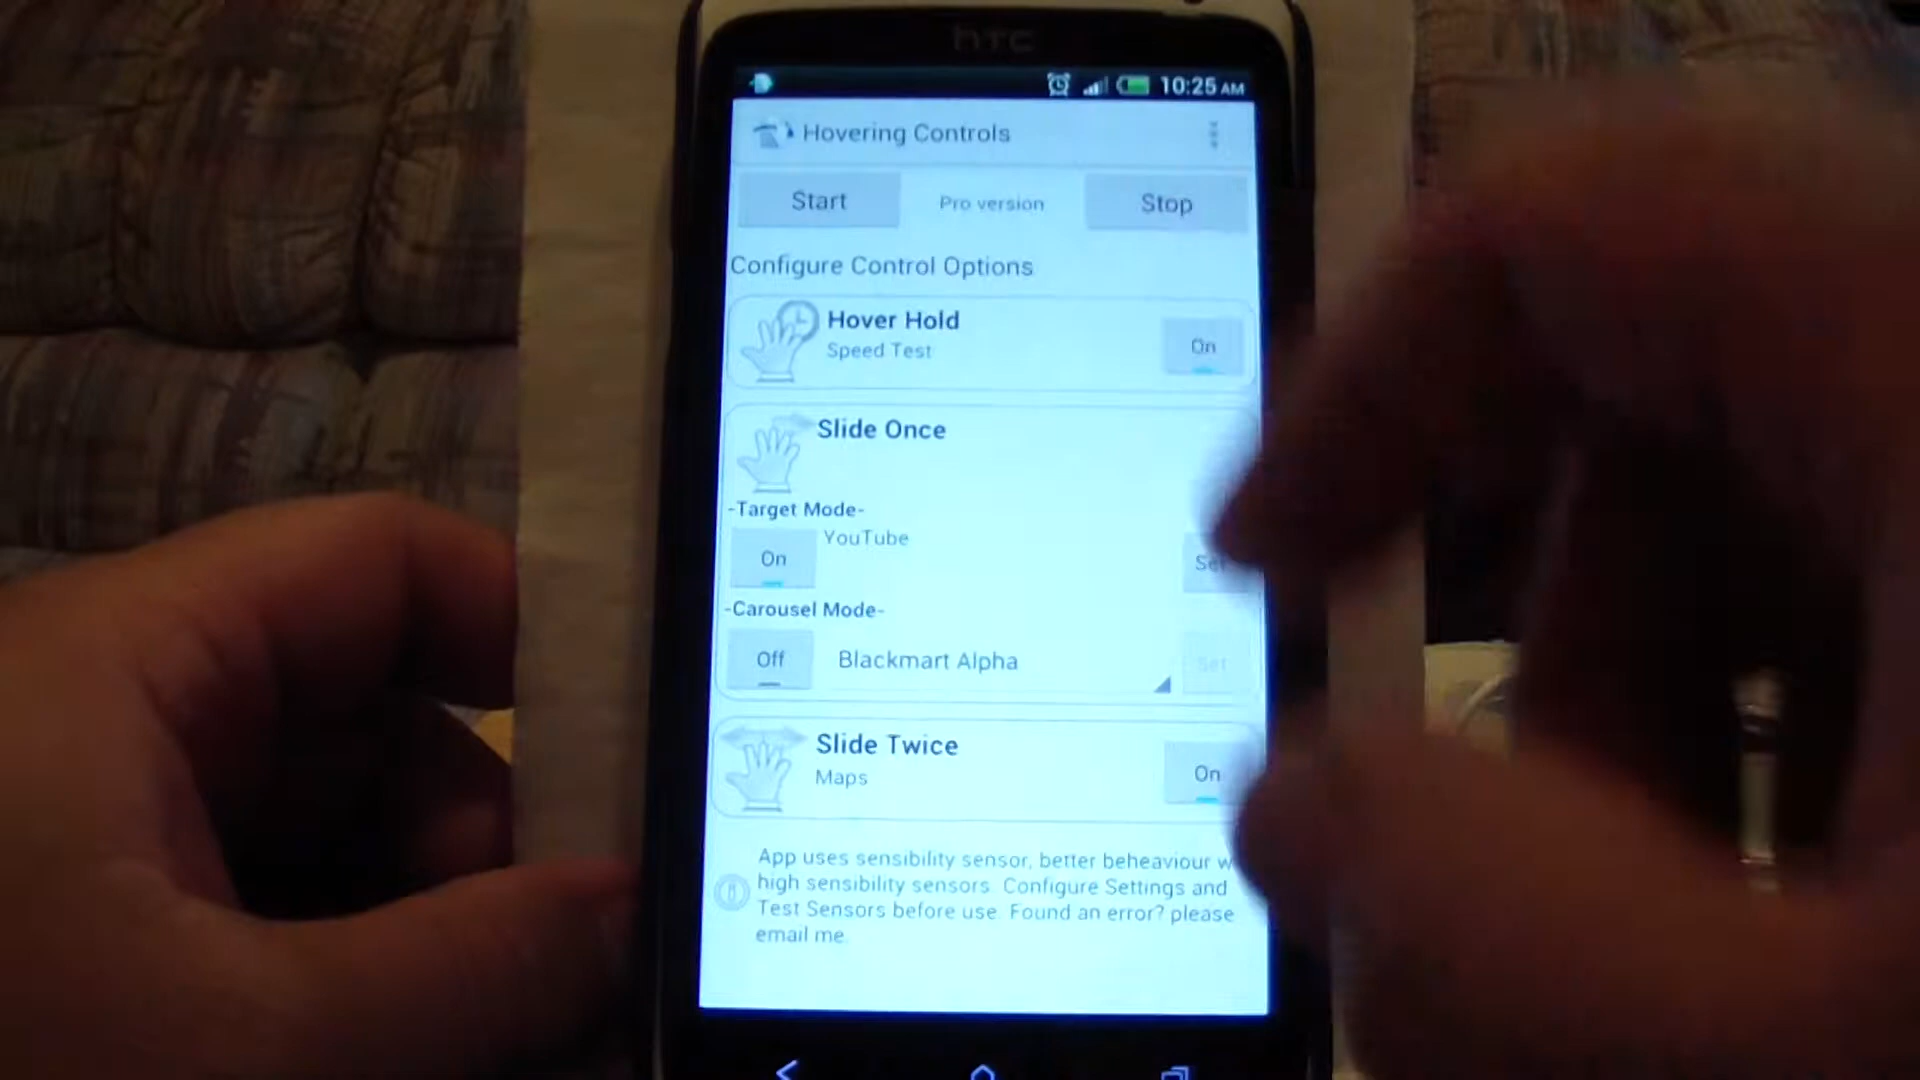 htc
10:25 AM
Hovering Controls
Start
Pro version
Stop
Configure Control Options
Hover Hold
Speed Test
On
Slide Once
-Target Mode-
YouTube
On
Set
-Carousel Mode-
Off
Blackmart Alpha
Set
Slide Twice
Maps
On
App uses sensibility sensor, better beheaviour w
high sensibility sensors. Configure Settings and
Test Sensors before use. Found an error? please
email me.